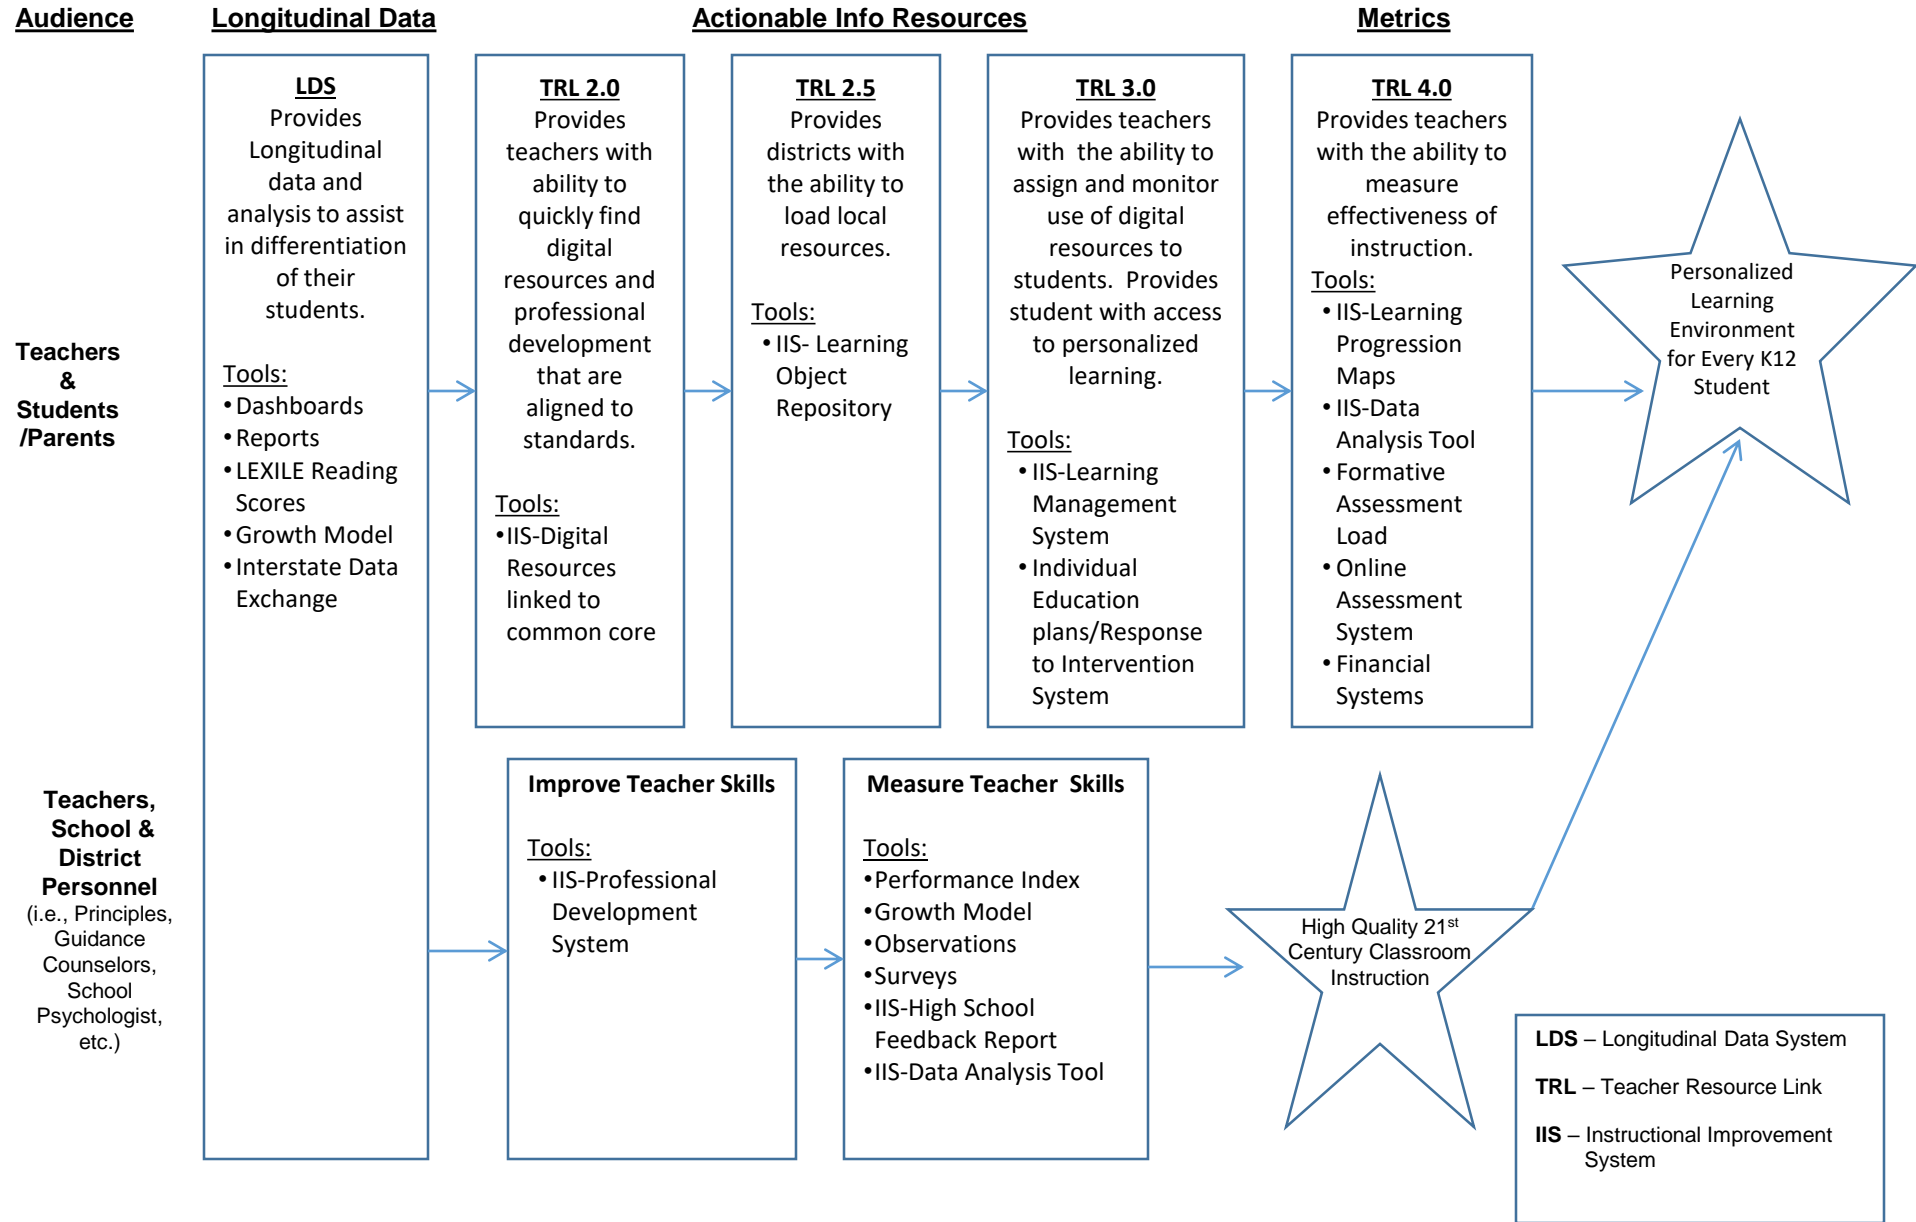 Audience
Longitudinal Data
Actionable Info Resources
Metrics
Teachers
&
Students
/Parents
LDS
Provides
Longitudinal
data and
analysis to assist
in differentiation
of their
students.
Tools:
•Dashboards
•Reports
•LEXILE Reading
Scores
•Growth Model
•Interstate Data
Exchange
TRL 2.0
Provides
teachers with
ability to
quickly find
digital
resources and
professional
development
that are
aligned to
standards.
Tools:
•IIS-Digital
Resources
linked to
common core
TRL 2.5
Provides
districts with
the ability to
load local
resources.
Tools:
•IIS- Learning
Object
Repository
TRL 3.0
Provides teachers
with  the ability to
assign and monitor
use of digital
resources to
students.  Provides
student with access
to personalized
learning.
Tools:
• IIS-Learning
Management
System
• Individual
Education
plans/Response
to Intervention
System
TRL 4.0
Provides teachers
with the ability to
measure
effectiveness of
instruction.
Tools:
• IIS-Learning
Progression
Maps
• IIS-Data
Analysis Tool
• Formative
Assessment
Load
• Online
Assessment
System
• Financial
Systems
Personalized
Learning
Environment
for Every K12
Student
Teachers,
School &
District
Personnel
(i.e., Principles,
Guidance
Counselors,
School
Psychologist,
etc.)
Improve Teacher Skills
Tools:
• IIS-Professional
Development
System
Measure Teacher  Skills
Tools:
•Performance Index
•Growth Model
•Observations
•Surveys
•IIS-High School
Feedback Report
•IIS-Data Analysis Tool
High Quality 21st
Century Classroom
Instruction
LDS – Longitudinal Data System
TRL – Teacher Resource Link
IIS – Instructional Improvement
System